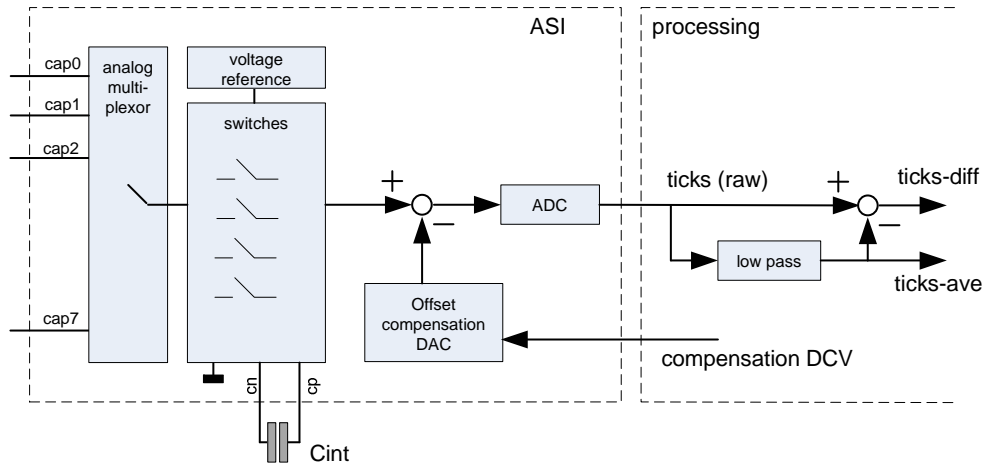 ASI
processing
cap0
cap1
cap2
cap7
analog
multi-
plexor
voltage
reference
switches
+
−
ADC
Offset
compensation
DAC
cn
cp
Cint
ticks (raw)
+
−
ticks-diff
low pass
ticks-ave
compensation DCV